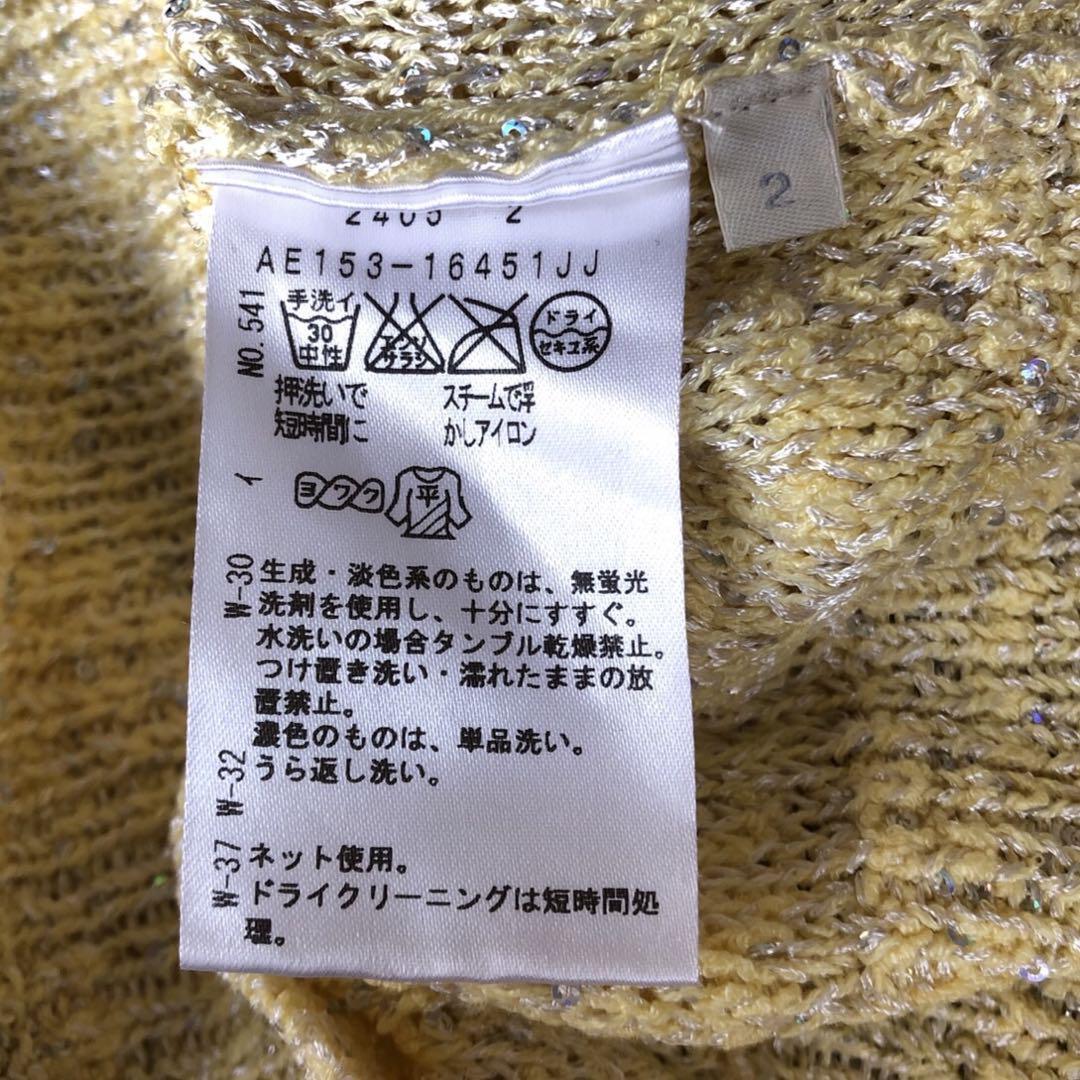 2405 2
AE153-16451JJ
2
NO.541
手洗イ
30
中性
エンソ
サラシ
ドライ
セキユ系
押洗いで
短時間に
スチームで浮
かしアイロン
イ
ヨワク
平
W-30
生成・淡色系のものは、無蛍光
洗剤を使用し、十分にすすぐ。
水洗いの場合タンブル乾燥禁止。
つけ置き洗い・濡れたままの放
置禁止。
濃色のものは、単品洗い。
W-32
うら返し洗い。
W-37
ネット使用。
ドライクリーニングは短時間処
理。